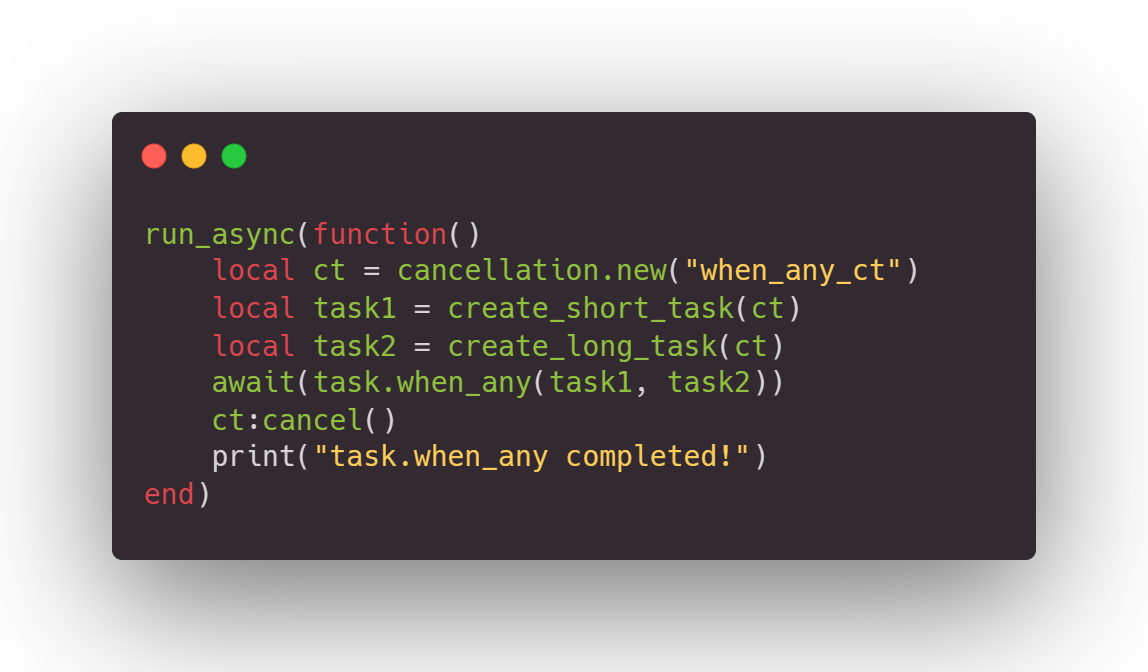 run_async(function()
    local ct = cancellation.new("when_any_ct")
    local task1 = create_short_task(ct)
    local task2 = create_long_task(ct)
    await(task.when_any(task1, task2))
    ct:cancel()
    print("task.when_any completed!")
end)